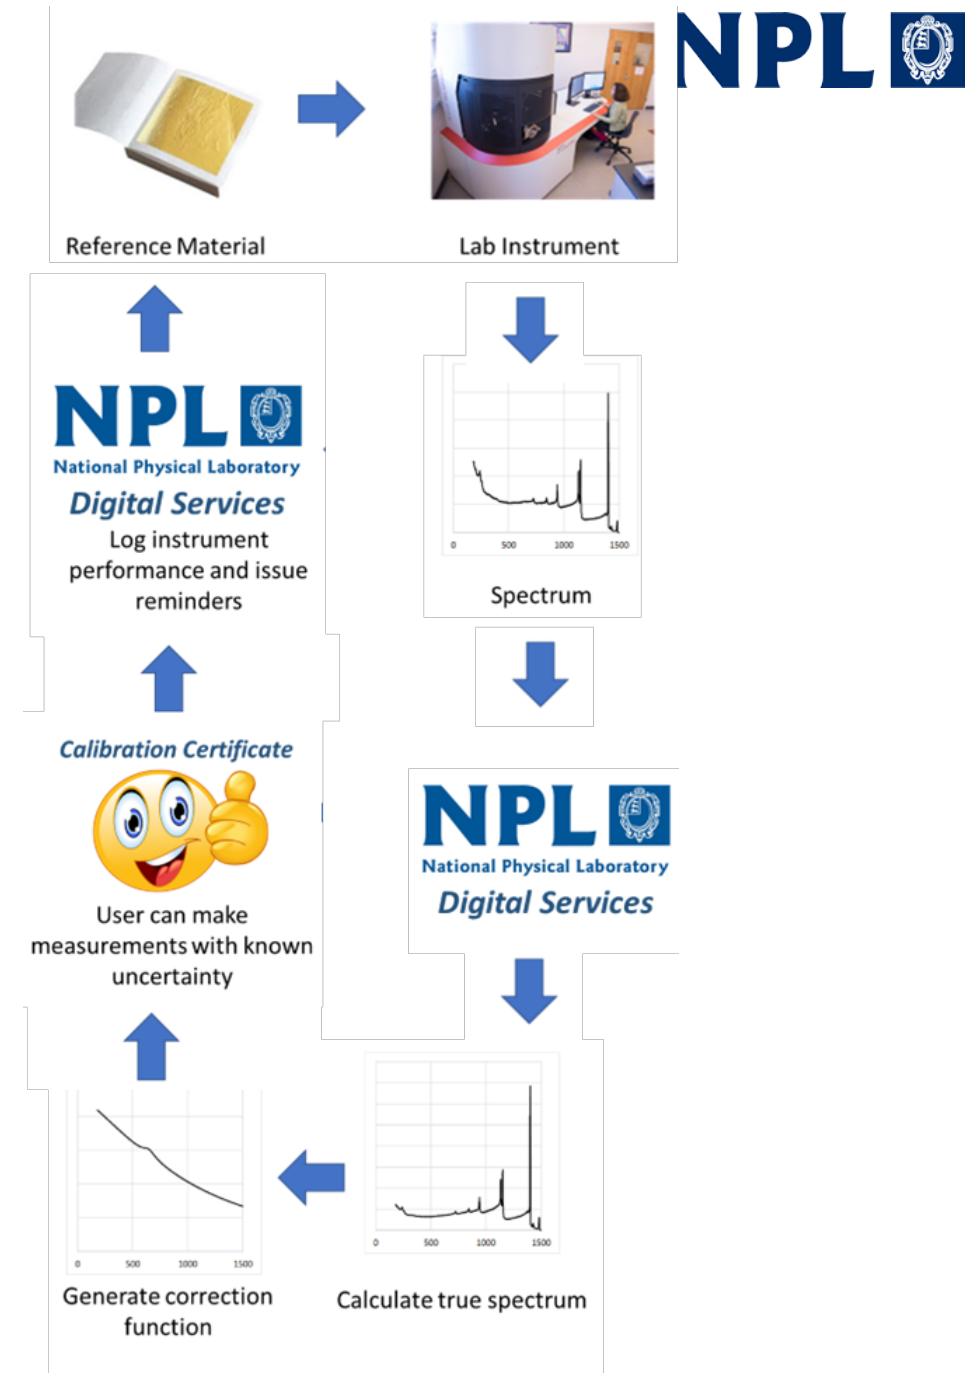 NPL
Reference Material
Lab Instrument
NPL
National Physical Laboratory
Digital Services
Log instrument
performance and issue
reminders
0 500 1000 1500
Spectrum
Calibration Certificate
User can make
measurements with known
uncertainty
NPL
National Physical Laboratory
Digital Services
0 500 1000 1500
Generate correction
function
0 500 1000 1500
Calculate true spectrum